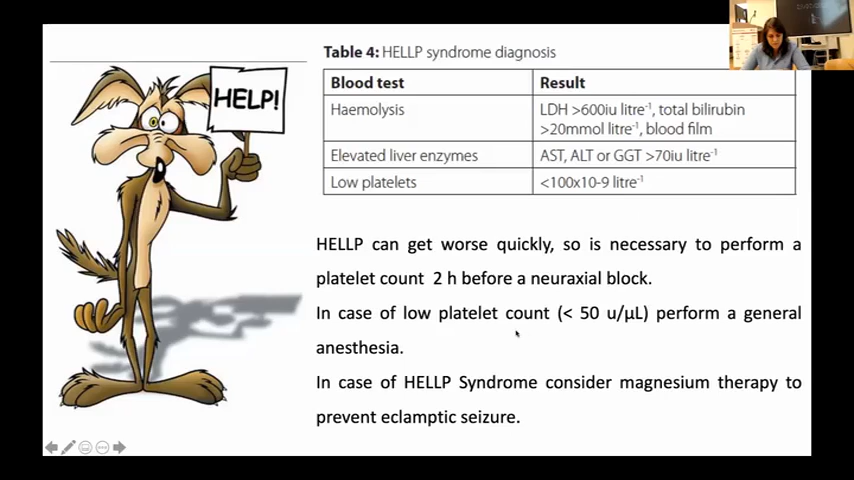 HELP!
Table 4: HELLP syndrome diagnosis
Blood test Result
Haemolysis LDH >600iu litre⁻¹, total bilirubin
>20mmol litre⁻¹, blood film
Elevated liver enzymes AST, ALT or GGT >70iu litre⁻¹
Low platelets <100x10-9 litre⁻¹
HELLP can get worse quickly, so is necessary to perform a
platelet count 2 h before a neuraxial block.
In case of low platelet count (< 50 u/µL) perform a general
anesthesia.
In case of HELLP Syndrome consider magnesium therapy to
prevent eclamptic seizure.